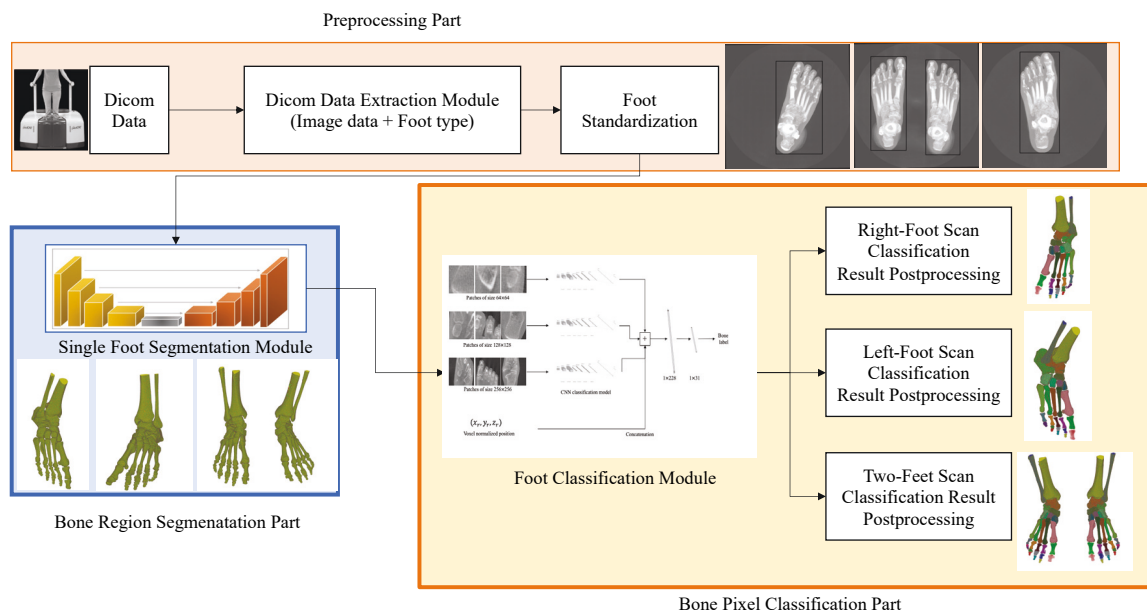 Preprocessing Part
Dicom
Data
Dicom Data Extraction Module
(Image data + Foot type)
Foot
Standardization
Single Foot Segmentation Module
Bone Region Segmenatation Part
Patches of size 64×64
Patches of size 128×128
Patches of size 256×256
CNN classification model
+
Bone
label
1×228
1×31
(xᵣ, yᵣ, zᵣ)
Voxel normalized position
Concatenation
Foot Classification Module
Right-Foot Scan
Classification
Result Postprocessing
Left-Foot Scan
Classification
Result Postprocessing
Two-Feet Scan
Classification Result
Postprocessing
Bone Pixel Classification Part